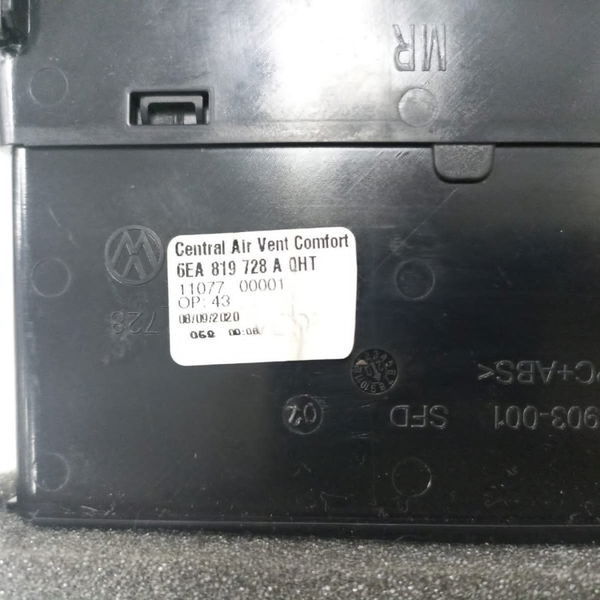 MR
Central Air Vent Comfort
6EA 819 728 A QHT
11077 00001
OP: 43
08/09/2020
728
PC+ABS<
02
SFD
903-001